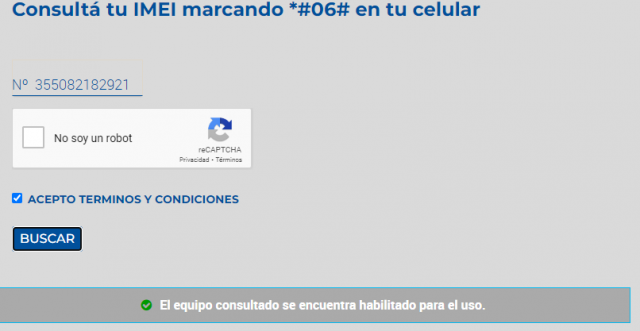 Consultá tu IMEI marcando *#06# en tu celular
Nº 355082182921
No soy un robot
reCAPTCHA
Privacidad • Términos
ACEPTO TERMINOS Y CONDICIONES
BUSCAR
El equipo consultado se encuentra habilitado para el uso.